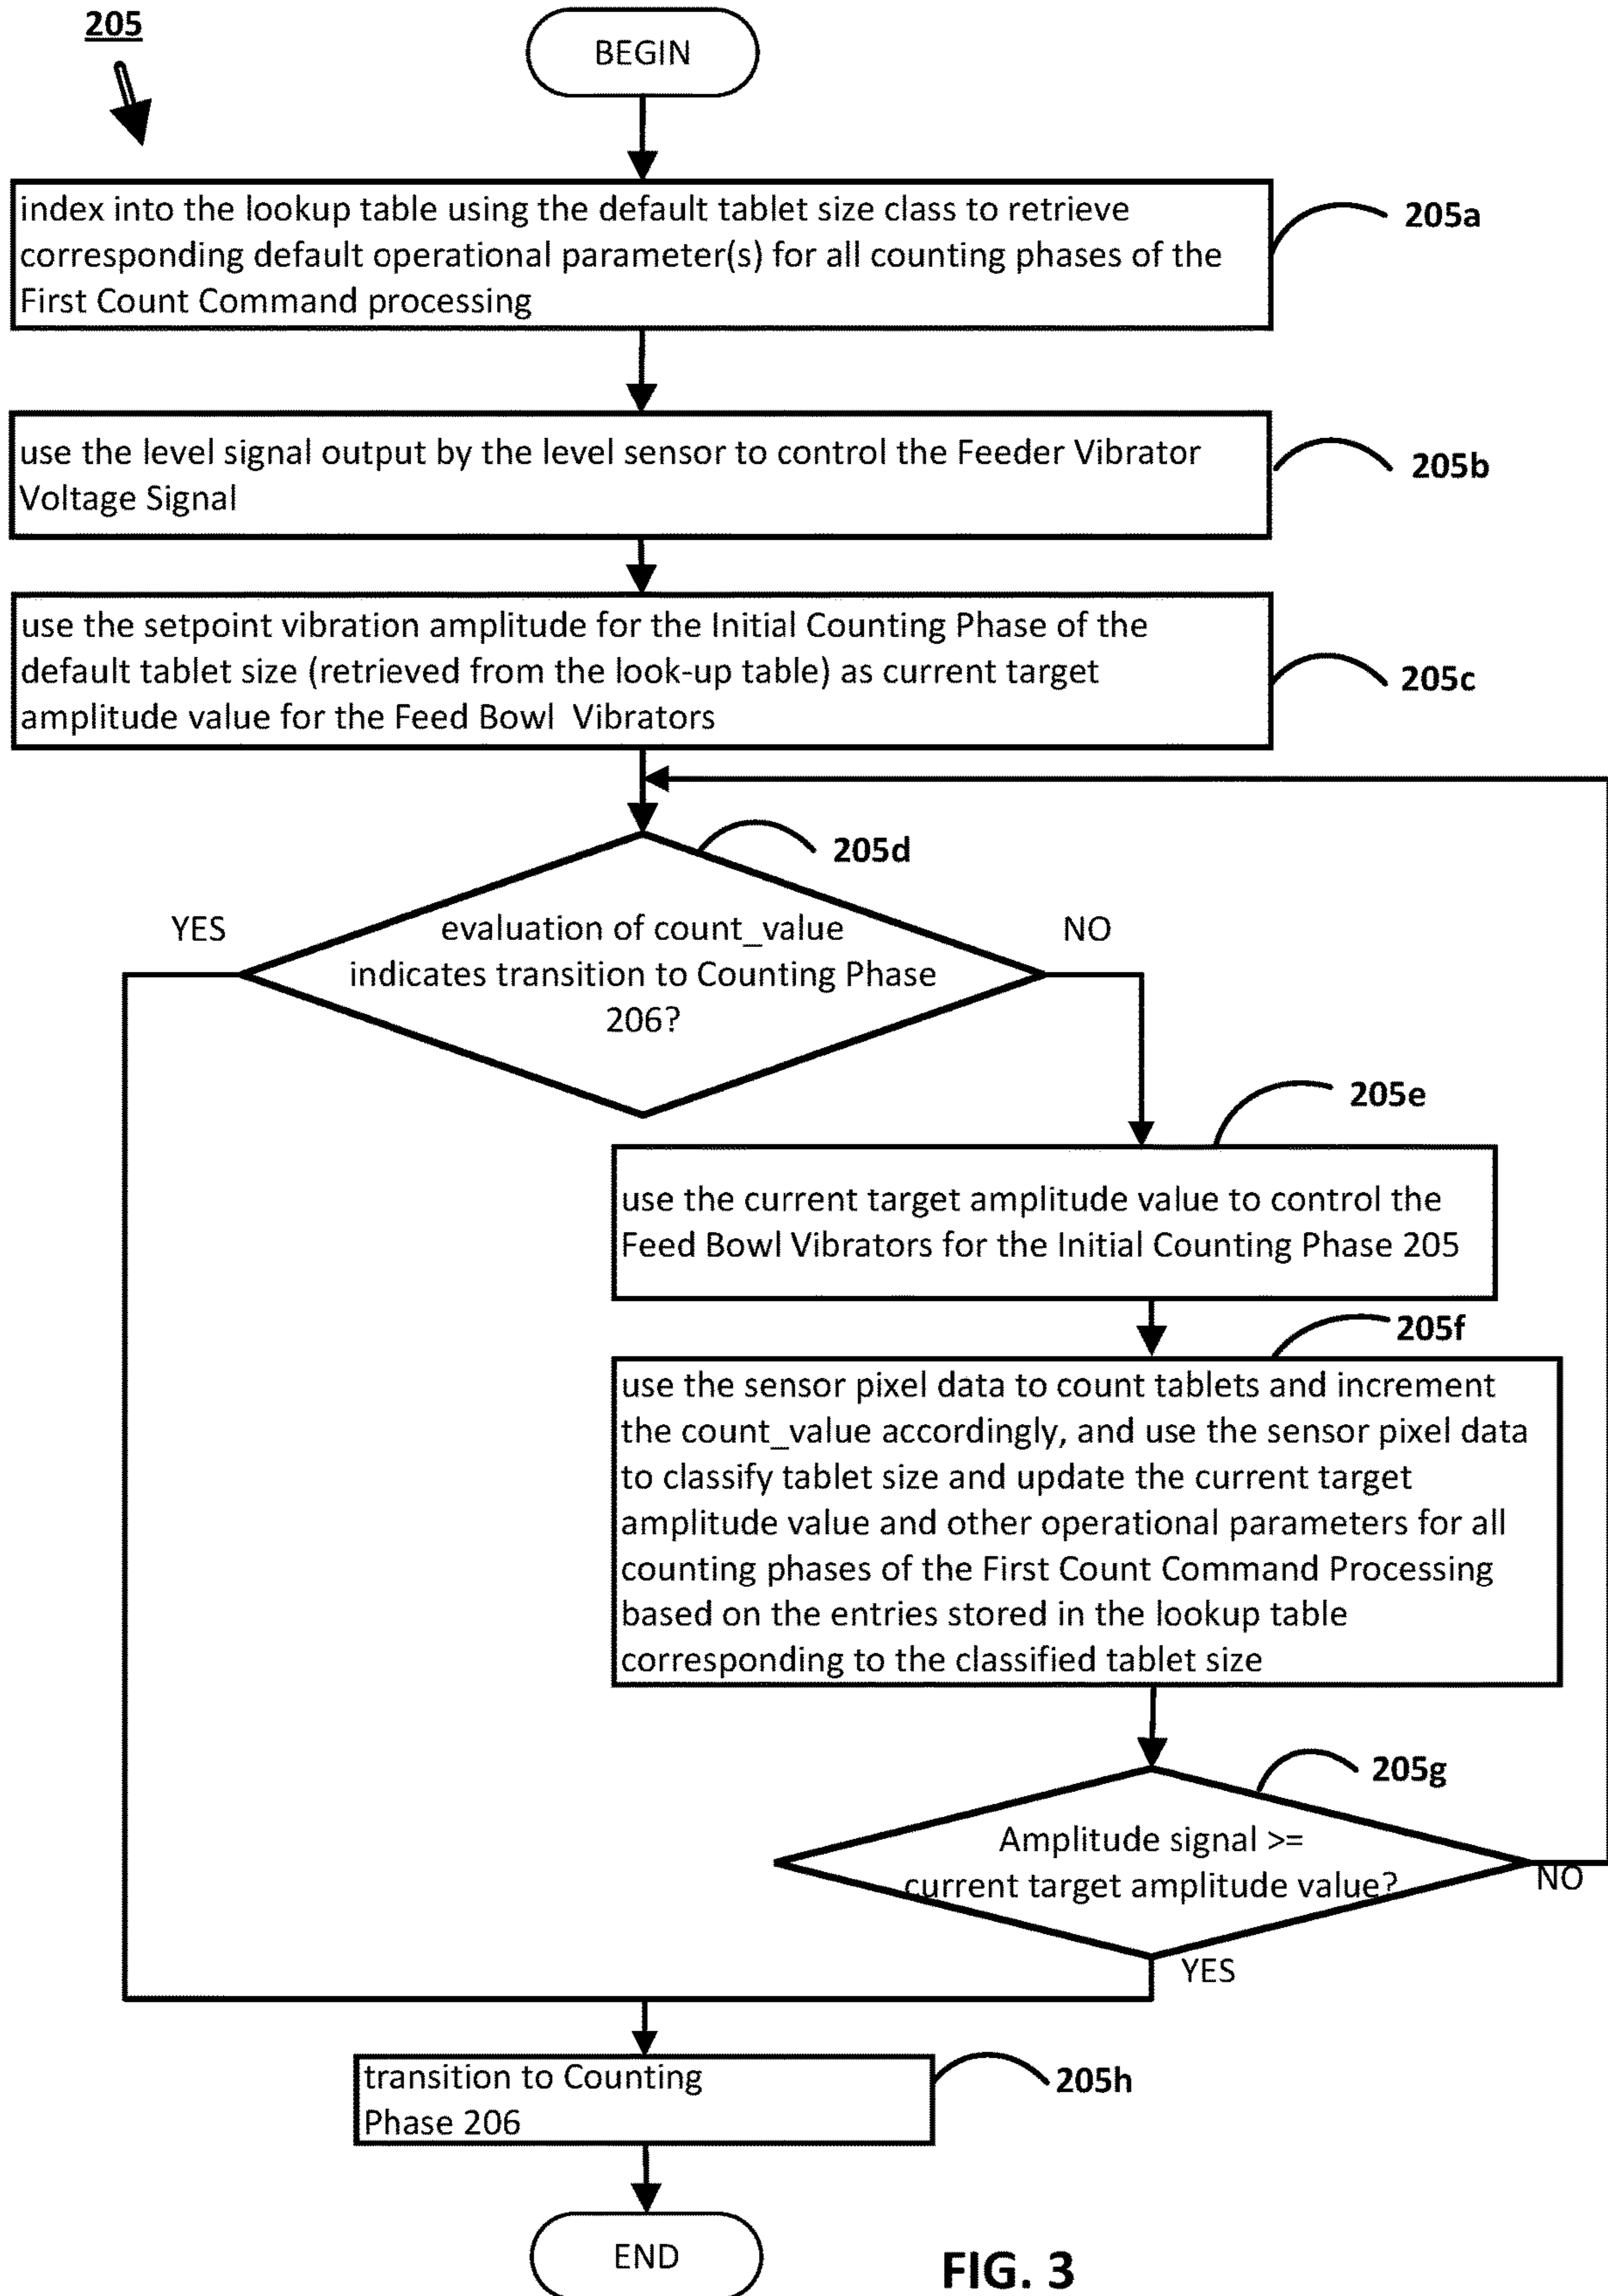 205
BEGIN
index into the lookup table using the default tablet size class to retrieve
corresponding default operational parameter(s) for all counting phases of the
First Count Command processing
205a
use the level signal output by the level sensor to control the Feeder Vibrator
Voltage Signal
205b
use the setpoint vibration amplitude for the Initial Counting Phase of the
default tablet size (retrieved from the look-up table) as current target
amplitude value for the Feed Bowl Vibrators
205c
205d
YES
NO
evaluation of count_value
indicates transition to Counting Phase
206?
205e
use the current target amplitude value to control the
Feed Bowl Vibrators for the Initial Counting Phase 205
205f
use the sensor pixel data to count tablets and increment
the count_value accordingly, and use the sensor pixel data
to classify tablet size and update the current target
amplitude value and other operational parameters for all
counting phases of the First Count Command Processing
based on the entries stored in the lookup table
corresponding to the classified tablet size
205g
Amplitude signal >=
current target amplitude value?
NO
YES
transition to Counting
Phase 206
205h
END
FIG. 3